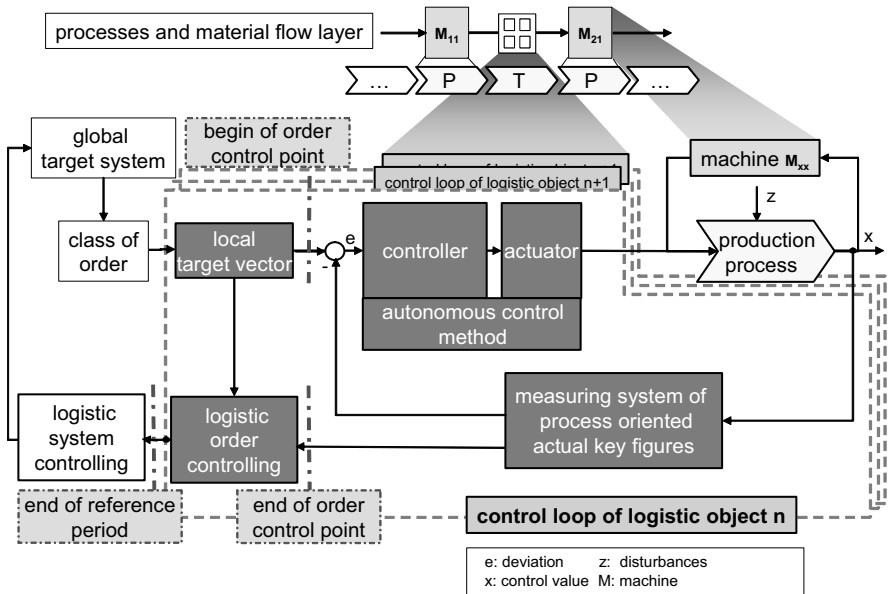 processes and material flow layer
M11
M21
...
P
T
P
...
global
target system
begin of order
control point
control loop of logistic object n+1
machine Mxx
z
class of
order
local
target vector
e
-
controller
actuator
production
process
x
autonomous control
method
logistic
system
controlling
logistic
order
controlling
measuring system of
process oriented
actual key figures
end of reference
period
end of order
control point
control loop of logistic object n
e: deviation z: disturbances
x: control value M: machine